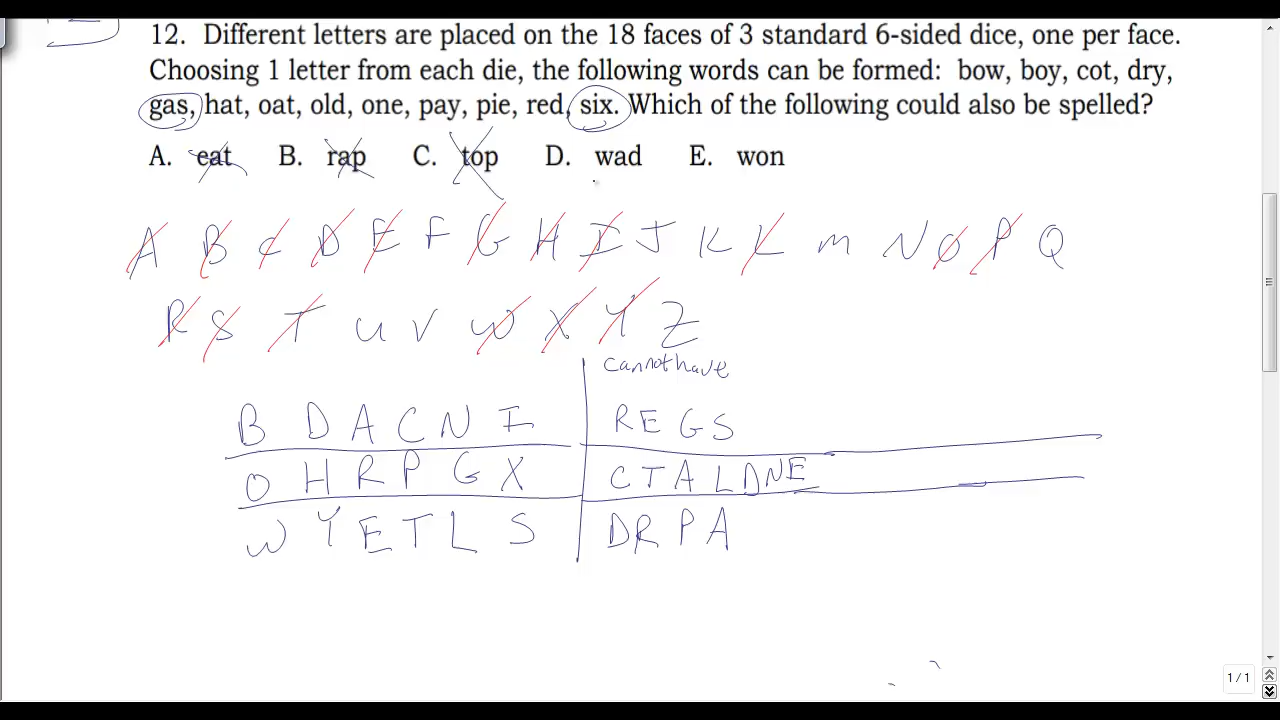 12. Different letters are placed on the 18 faces of 3 standard 6-sided dice, one per face.
Choosing 1 letter from each die, the following words can be formed: bow, boy, cot, dry,
gas, hat, oat, old, one, pay, pie, red, six. Which of the following could also be spelled?
A. eat B. rap C. top D. wad E. won
A B C D E F G H I J K L M N O P Q
R S T U V W X Y Z
cannot have
B D A C N I R E G S
O H R P G X C T A L D N E
W Y E T L S D R P A
1 / 1